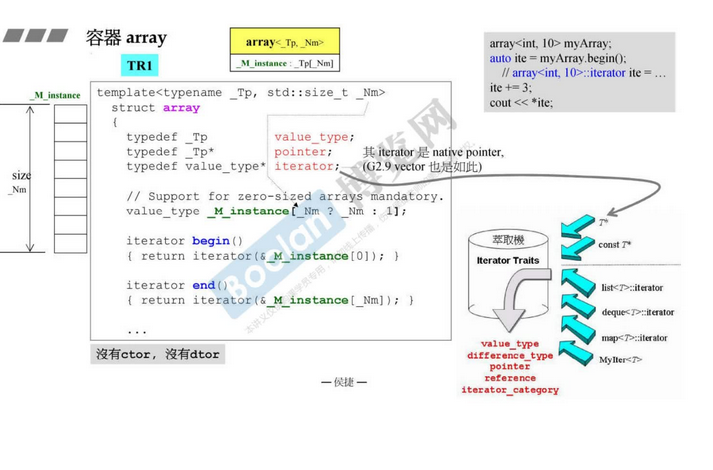 容器 array
TR1
array<_Tp, _Nm>
_M_instance : _Tp[_Nm]
array<int, 10> myArray;
auto ite = myArray.begin();
// array<int, 10>::iterator ite = …
ite += 3;
cout << *ite;
_M_instance
size
_Nm
template<typename _Tp, std::size_t _Nm>
struct array
{
typedef _Tp value_type;
typedef _Tp* pointer;
typedef value_type* iterator;
其 iterator 是 native pointer,
(G2.9 vector 也是如此)
// Support for zero-sized arrays mandatory.
value_type _M_instance[_Nm ? _Nm : 1];
iterator begin()
{ return iterator(&_M_instance[0]); }
iterator end()
{ return iterator(&_M_instance[_Nm]); }
...
沒有ctor, 沒有dtor
萃取機
Iterator Traits
T*
const T*
list<T>::iterator
deque<T>::iterator
map<T>::iterator
MyIter<T>
value_type
difference_type
pointer
reference
iterator_category
Boolan 博览网
— 侯捷 —